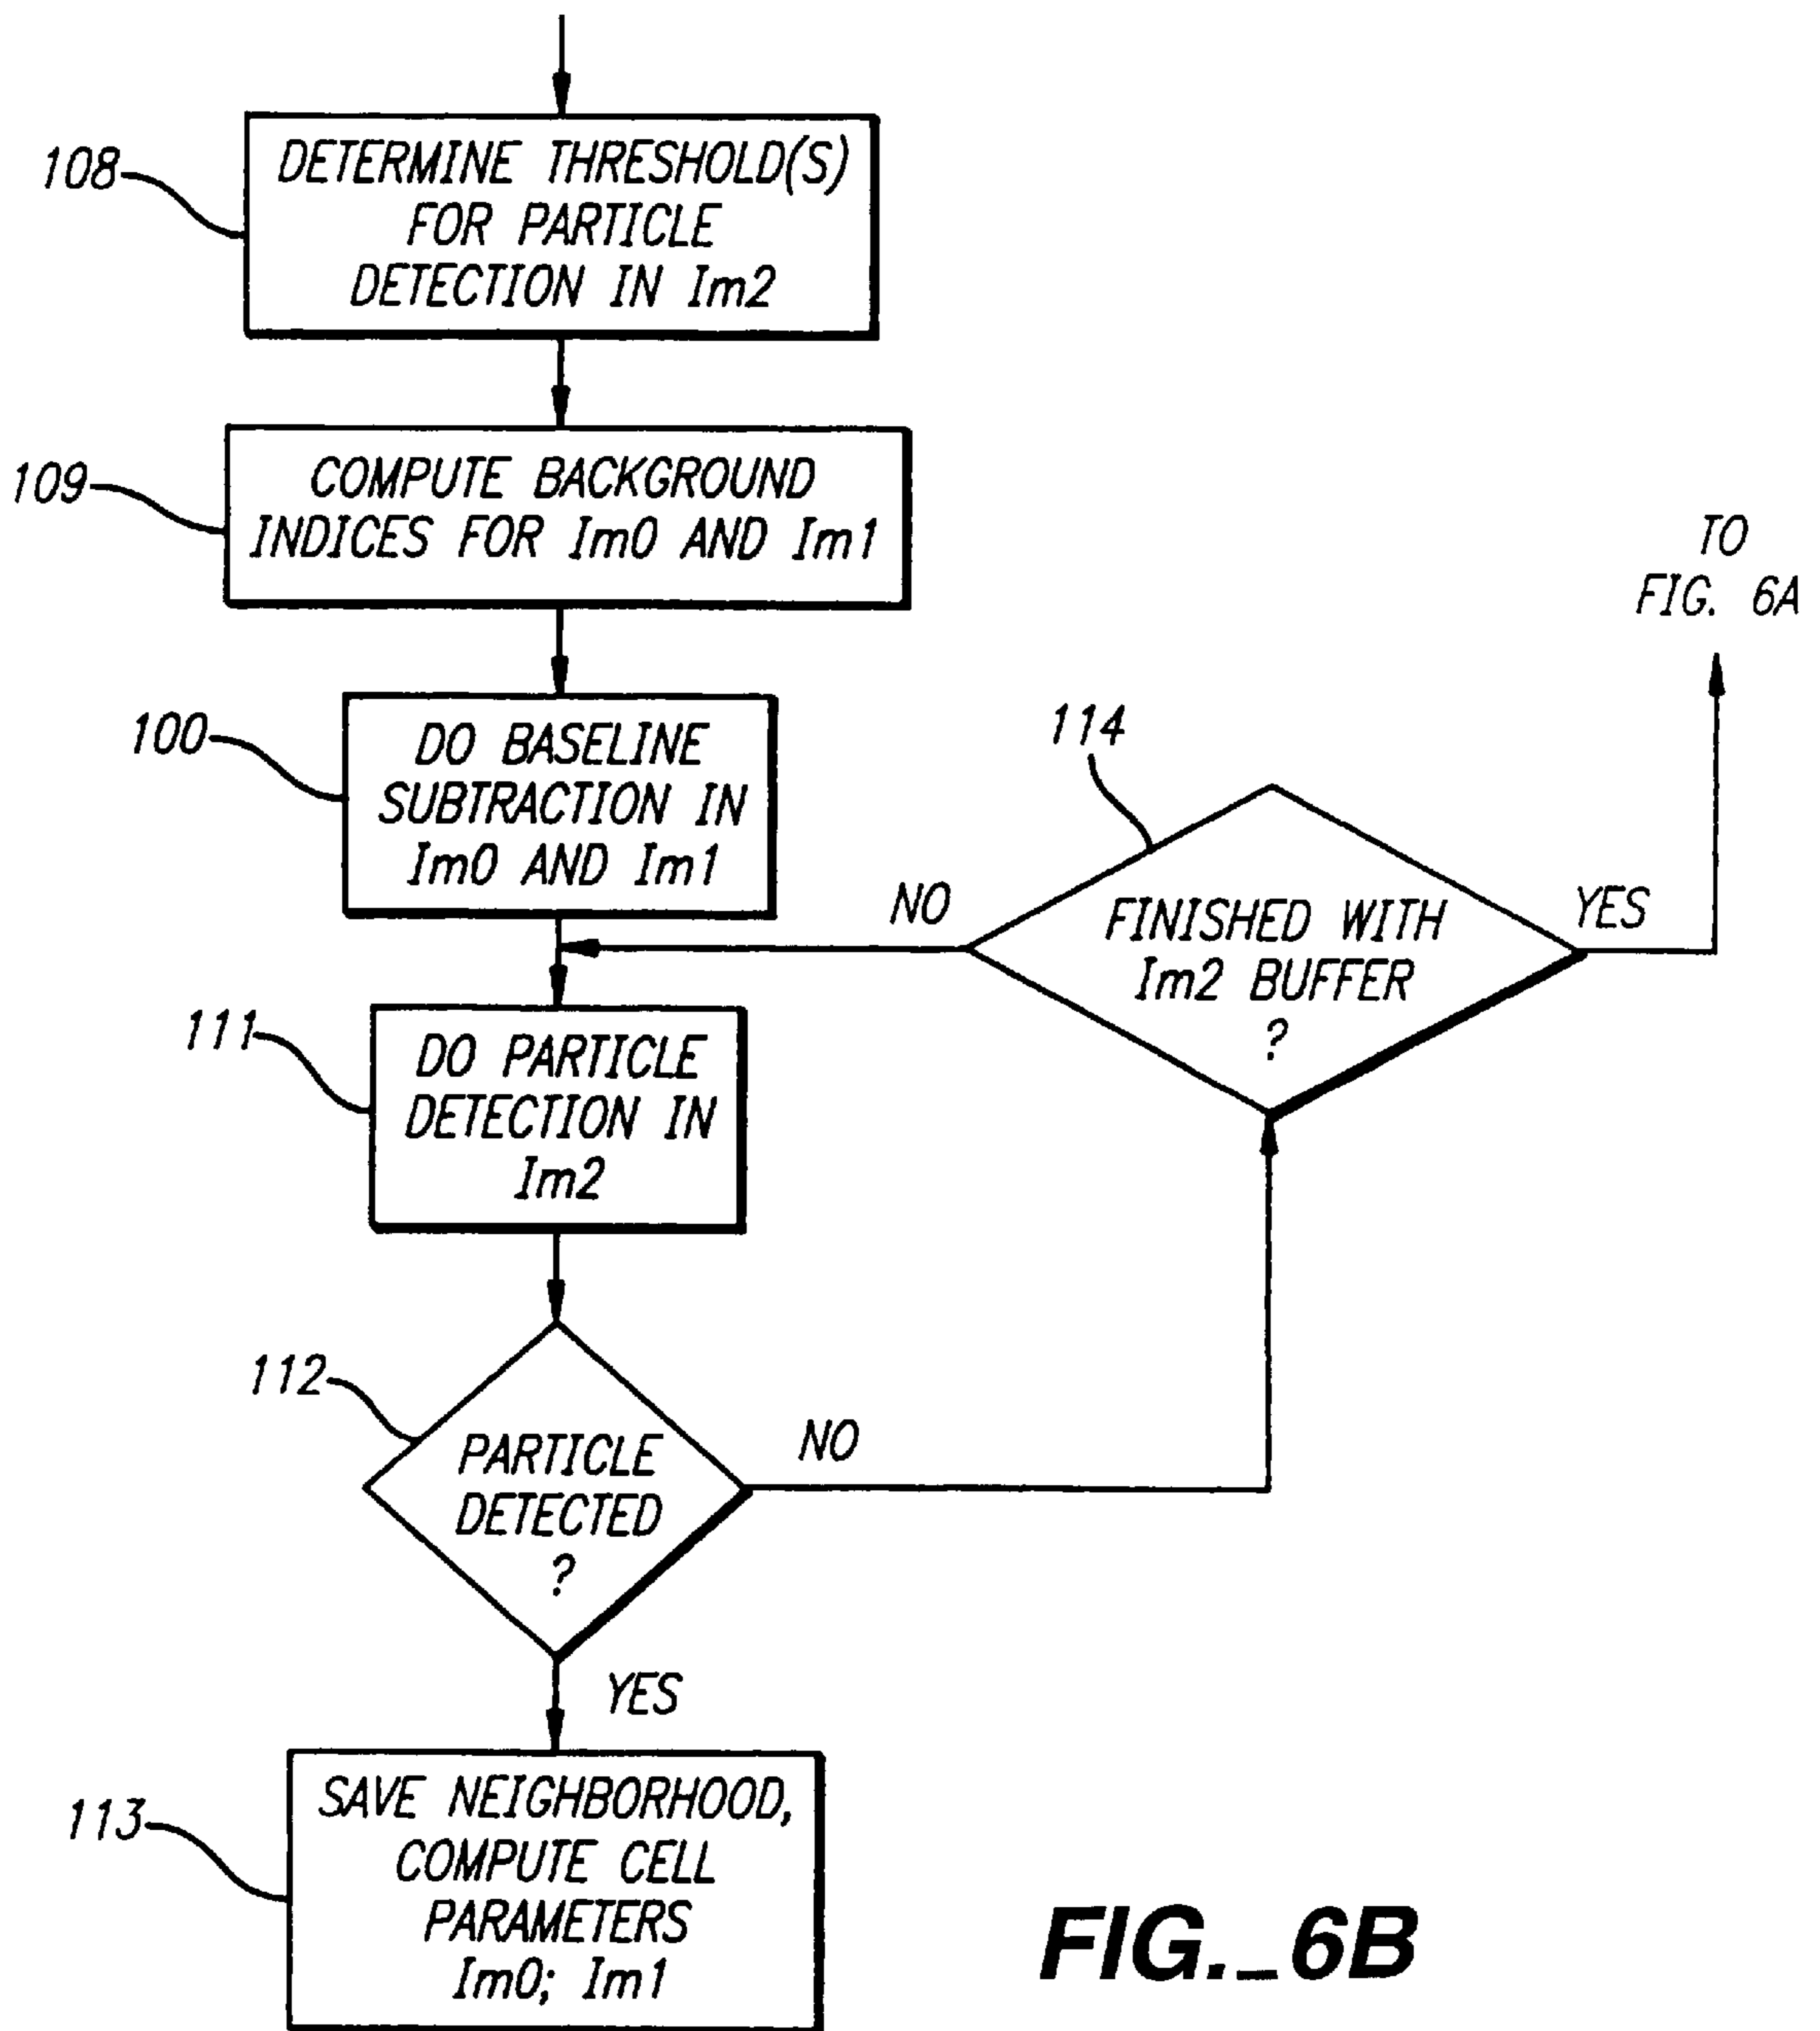 108
DETERMINE THRESHOLD(S)
FOR PARTICLE
DETECTION IN Im2
109
COMPUTE BACKGROUND
INDICES FOR Im0 AND Im1
TO
FIG. 6A
100
DO BASELINE
SUBTRACTION IN
Im0 AND Im1
114
NO
FINISHED WITH
Im2 BUFFER
?
YES
111
DO PARTICLE
DETECTION IN
Im2
112
PARTICLE
DETECTED
?
NO
YES
113
SAVE NEIGHBORHOOD,
COMPUTE CELL
PARAMETERS
Im0; Im1
FIG._6B